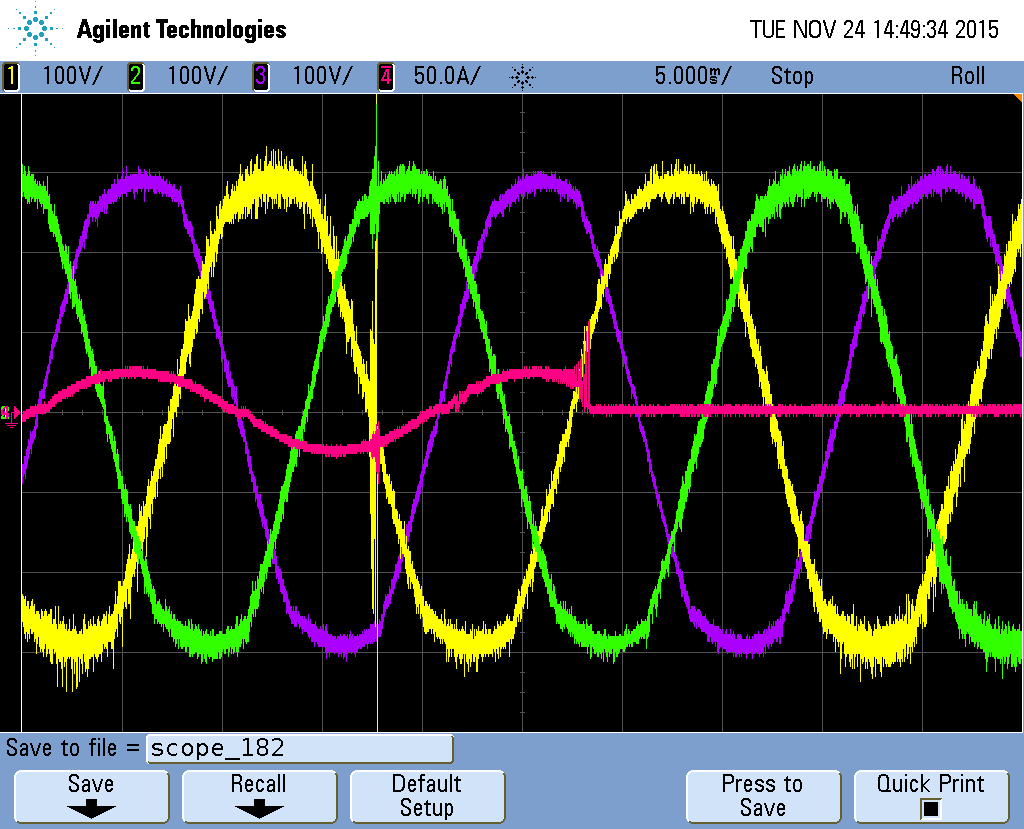 Agilent Technologies TUE NOV 24 14:49:34 2015
1 100V/ 2 100V/ 3 100V/ 4 50.0A/ 5.000ms/ Stop Roll
Save to file = scope_182
Save Recall Default Setup Press to Save Quick Print